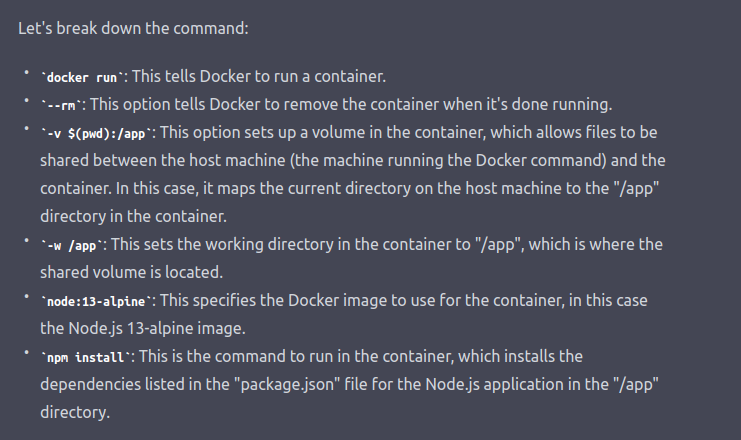 Let's break down the command:
• `docker run`: This tells Docker to run a container.
• `--rm`: This option tells Docker to remove the container when it's done running.
• `-v $(pwd):/app`: This option sets up a volume in the container, which allows files to be
shared between the host machine (the machine running the Docker command) and the
container. In this case, it maps the current directory on the host machine to the "/app"
directory in the container.
• `-w /app`: This sets the working directory in the container to "/app", which is where the
shared volume is located.
• `node:13-alpine`: This specifies the Docker image to use for the container, in this case
the Node.js 13-alpine image.
• `npm install`: This is the command to run in the container, which installs the
dependencies listed in the "package.json" file for the Node.js application in the "/app"
directory.